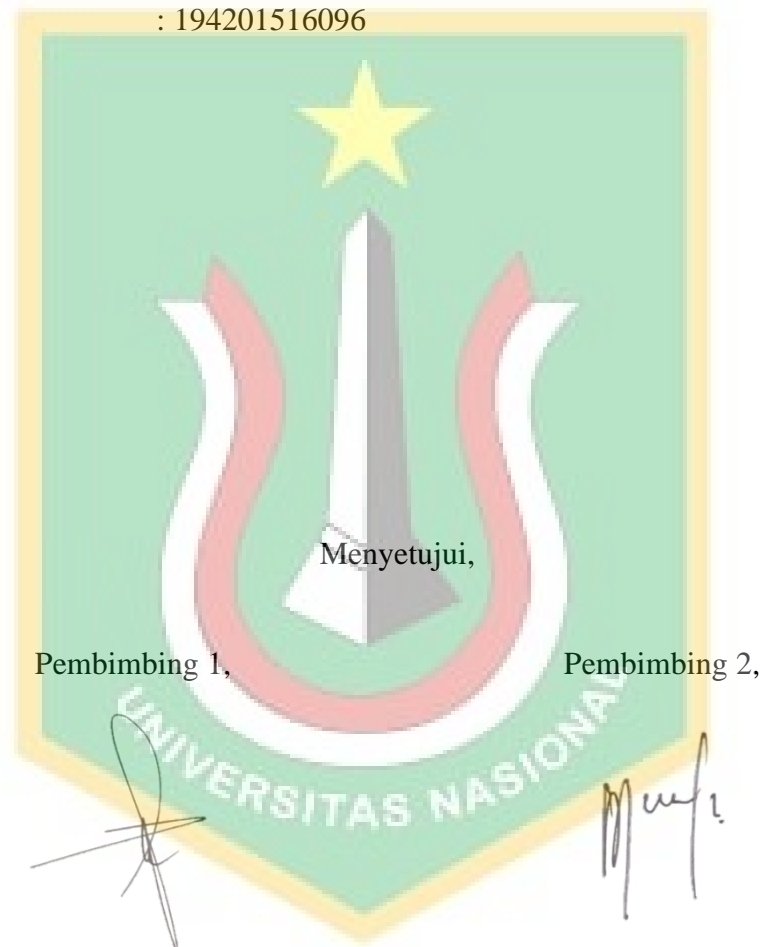 : 194201516096
Menyetujui,
Pembimbing 1,
Pembimbing 2,
UNIVERSITAS NASIONAL